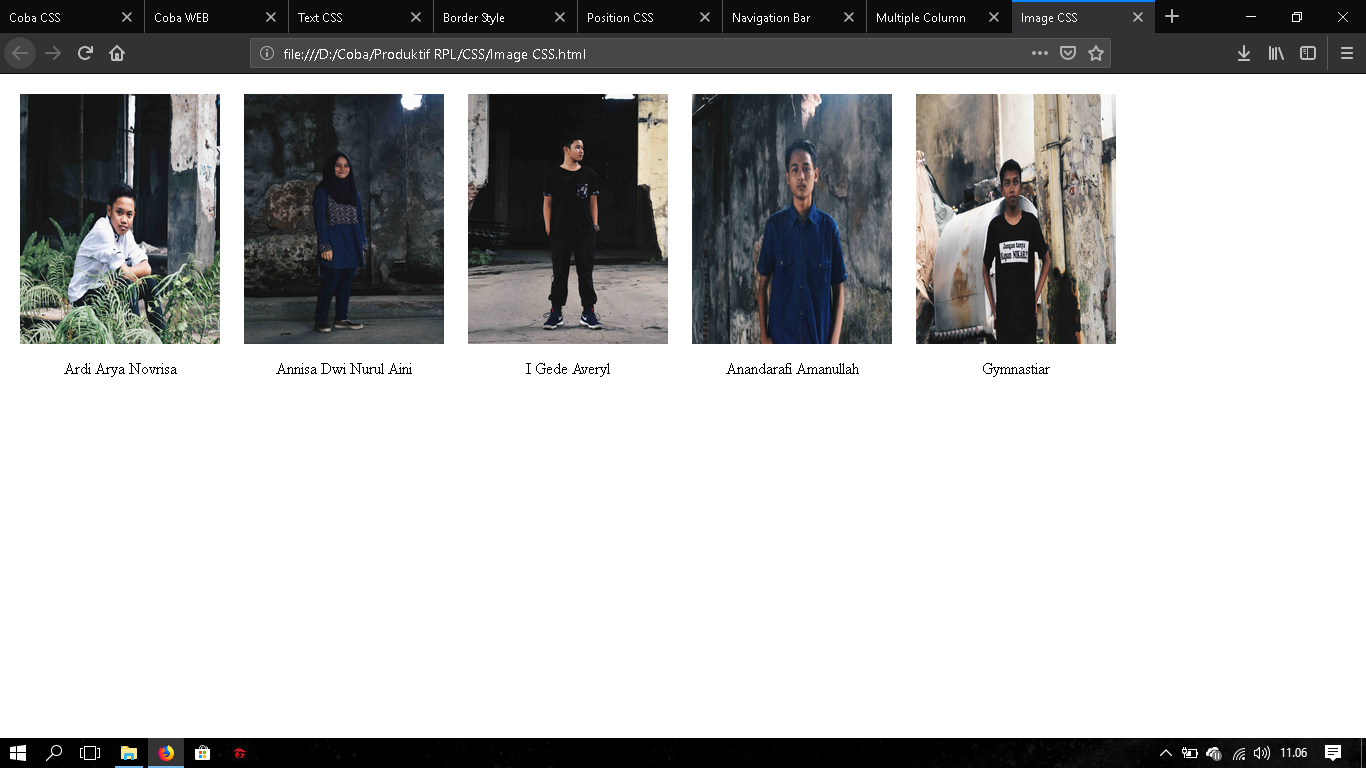 Coba CSS
Coba WEB
Text CSS
Border Style
Position CSS
Navigation Bar
Multiple Column
Image CSS
file:///D:/Coba/Produktif RPL/CSS/Image CSS.html
Jangan tanya
Kapan NIKAH..?
Ardi Arya Novrisa
Annisa Dwi Nurul Aini
I Gede Averyl
Anandarafi Amanullah
Gymnastiar
11.06